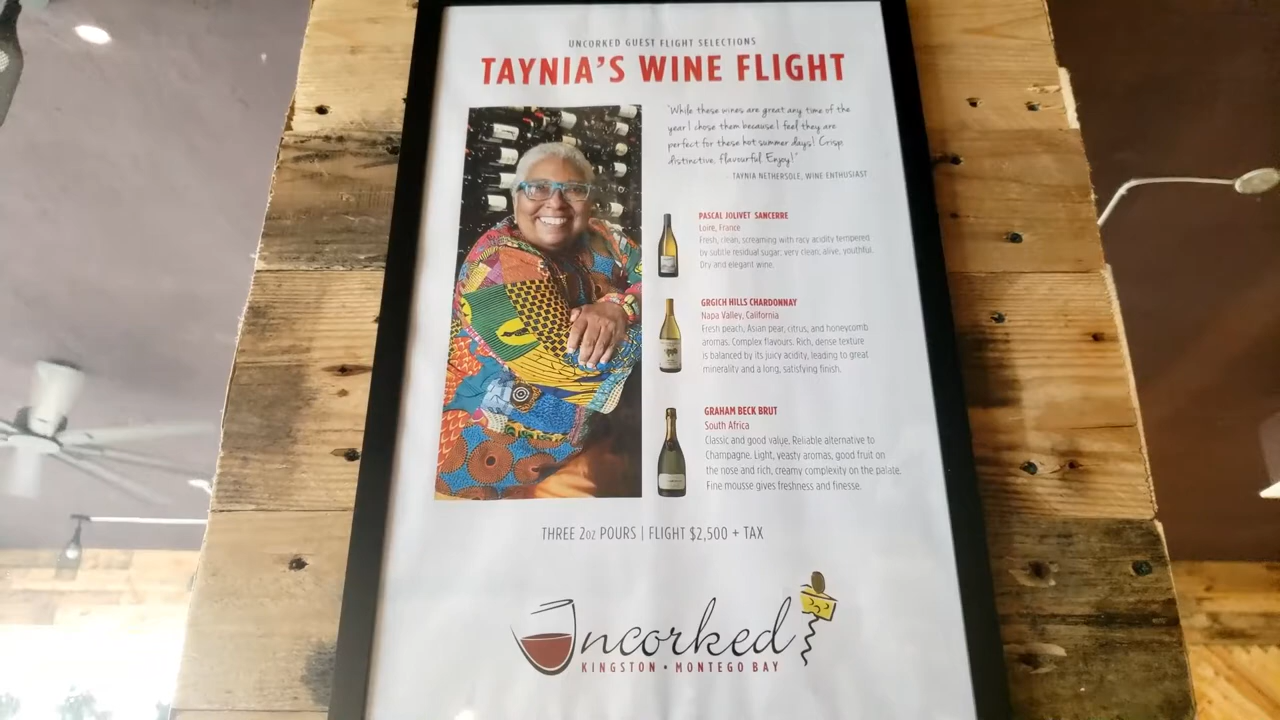 UNCORKED GUEST FLIGHT SELECTIONS
TAYNIA'S WINE FLIGHT
"While these wines are great any time of the
year I chose them because I feel they are
perfect for these hot summer days! Crisp,
distinctive, flavourful. Enjoy!"
- TAYNIA NETHERSOLE, WINE ENTHUSIAST
PASCAL JOLIVET SANCERRE
Loire, France
Fresh, clean, screaming with racy acidity tempered
by subtle residual sugar; very clean, alive, youthful.
Dry and elegant wine.
GRGICH HILLS CHARDONNAY
Napa Valley, California
Fresh peach, Asian pear, citrus, and honeycomb
aromas. Complex flavours. Rich, dense texture
is balanced by its juicy acidity, leading to great
minerality and a long, satisfying finish.
GRAHAM BECK BRUT
South Africa
Classic and good value. Reliable alternative to
Champagne. Light, yeasty aromas, good fruit on
the nose and rich, creamy complexity on the palate.
Fine mousse gives freshness and finesse.
THREE 2oz POURS | FLIGHT $2,500 + TAX
Uncorked
KINGSTON • MONTEGO BAY